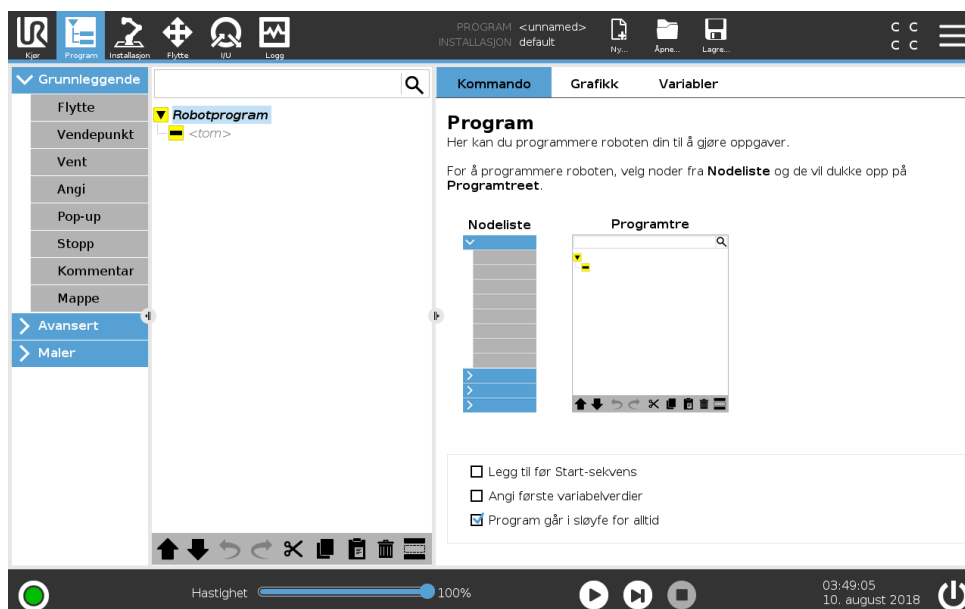 UR
Kjør
Program
Installasjon
Flytte
I/U
Logg
PROGRAM <unnamed>
INSTALLASJON default
Ny...
Åpne...
Lagre...
C C
C C
Grunnleggende
Flytte
Vendepunkt
Vent
Angi
Pop-up
Stopp
Kommentar
Mappe
Avansert
Maler
Robotprogram
<tom>
Kommando
Grafikk
Variabler
Program
Her kan du programmere roboten din til å gjøre oppgaver.
For å programmere roboten, velg noder fra Nodeliste og de vil dukke opp på
Programtreet.
Nodeliste
Programtre
Legg til før Start-sekvens
Angi første variabelverdier
Program går i sløyfe for alltid
Hastighet
100%
03:49:05
10. august 2018